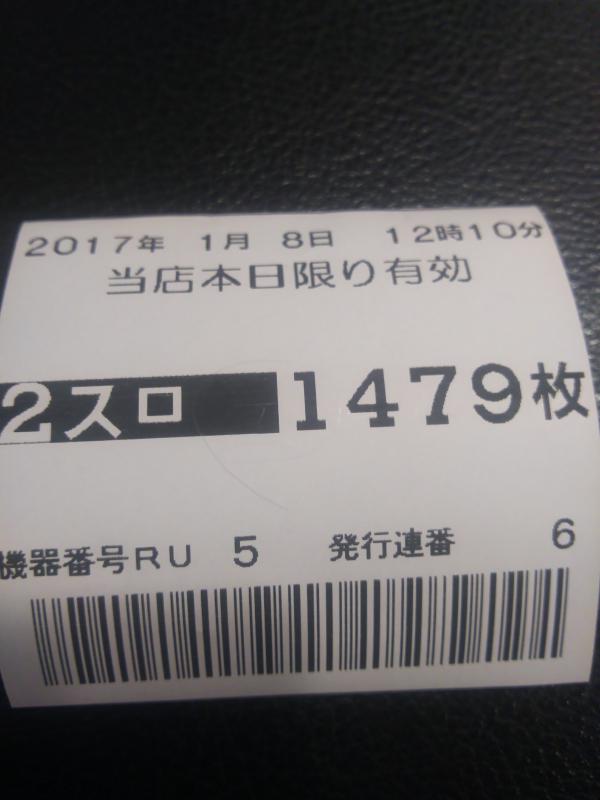 2017年 1月 8日 12時10分
当店本日限り有効
2スロ 1479枚
機器番号RU 5 発行連番 6